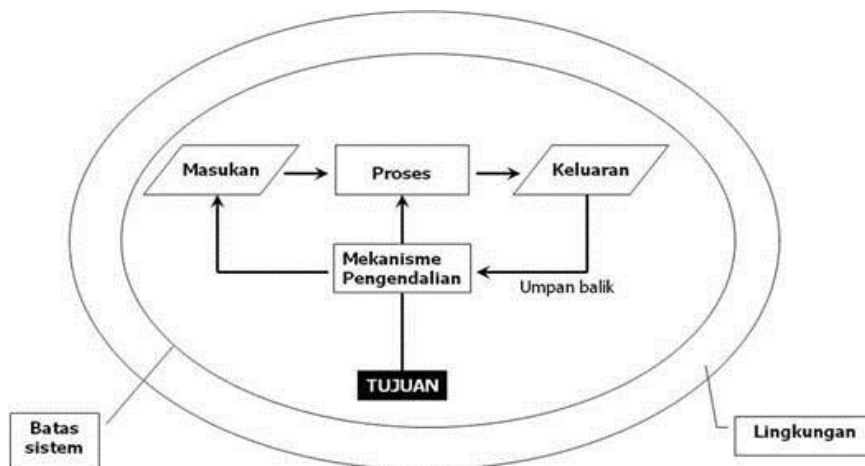 Masukan
Proses
Keluaran
Mekanisme
Pengendalian
Umpan balik
TUJUAN
Batas
sistem
Lingkungan